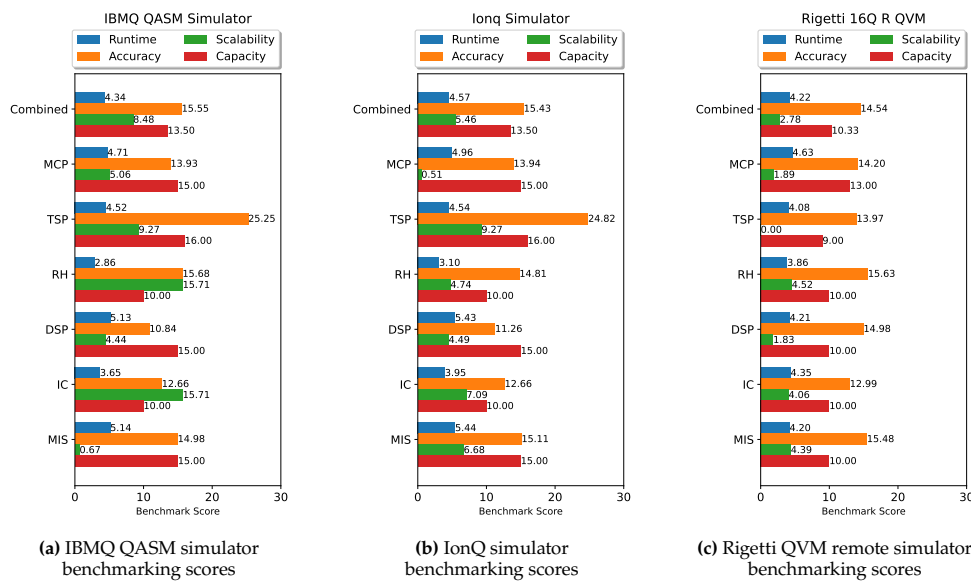 IBMQ QASM Simulator
Runtime
Scalability
Accuracy
Capacity
Combined
4.34
15.55
8.48
13.50
MCP
4.71
13.93
5.06
15.00
TSP
4.52
25.25
9.27
16.00
RH
2.86
15.68
15.71
10.00
DSP
5.13
10.84
4.44
15.00
IC
3.65
12.66
15.71
10.00
MIS
5.14
14.98
0.67
15.00
0
10
20
30
Benchmark Score
(a) IBMQ QASM simulator
benchmarking scores
Ionq Simulator
Runtime
Scalability
Accuracy
Capacity
Combined
4.57
15.43
5.46
13.50
MCP
4.96
13.94
0.51
15.00
TSP
4.54
24.82
9.27
16.00
RH
3.10
14.81
4.74
10.00
DSP
5.43
11.26
4.49
15.00
IC
3.95
12.66
7.09
10.00
MIS
5.44
15.11
6.68
15.00
0
10
20
30
Benchmark Score
(b) IonQ simulator
benchmarking scores
Rigetti 16Q R QVM
Runtime
Scalability
Accuracy
Capacity
Combined
4.22
14.54
2.78
10.33
MCP
4.63
14.20
1.89
13.00
TSP
4.08
13.97
0.00
9.00
RH
3.86
15.63
4.52
10.00
DSP
4.21
14.98
1.83
10.00
IC
4.35
12.99
4.06
10.00
MIS
4.20
15.48
4.39
10.00
0
10
20
30
Benchmark Score
(c) Rigetti QVM remote simulator
benchmarking scores